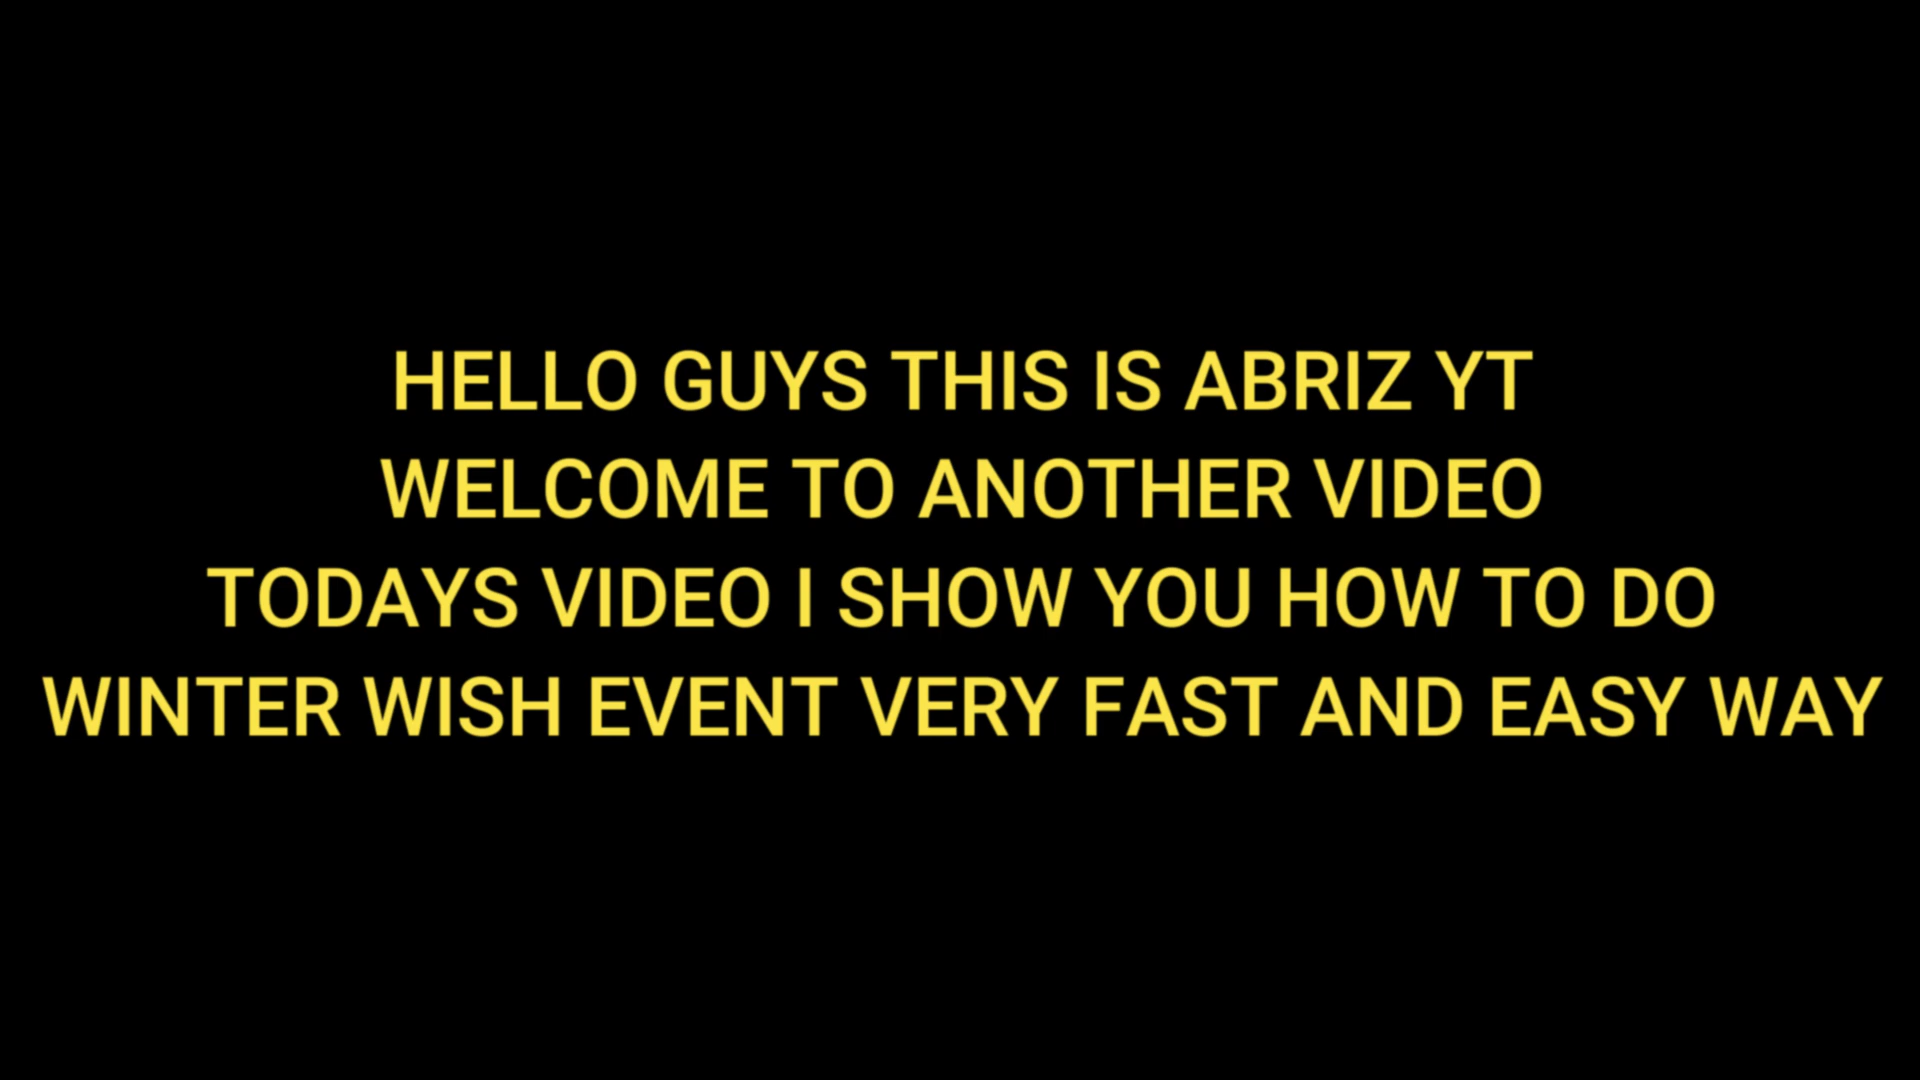 HELLO GUYS THIS IS ABRIZ YT
WELCOME TO ANOTHER VIDEO
TODAYS VIDEO I SHOW YOU HOW TO DO
WINTER WISH EVENT VERY FAST AND EASY WAY